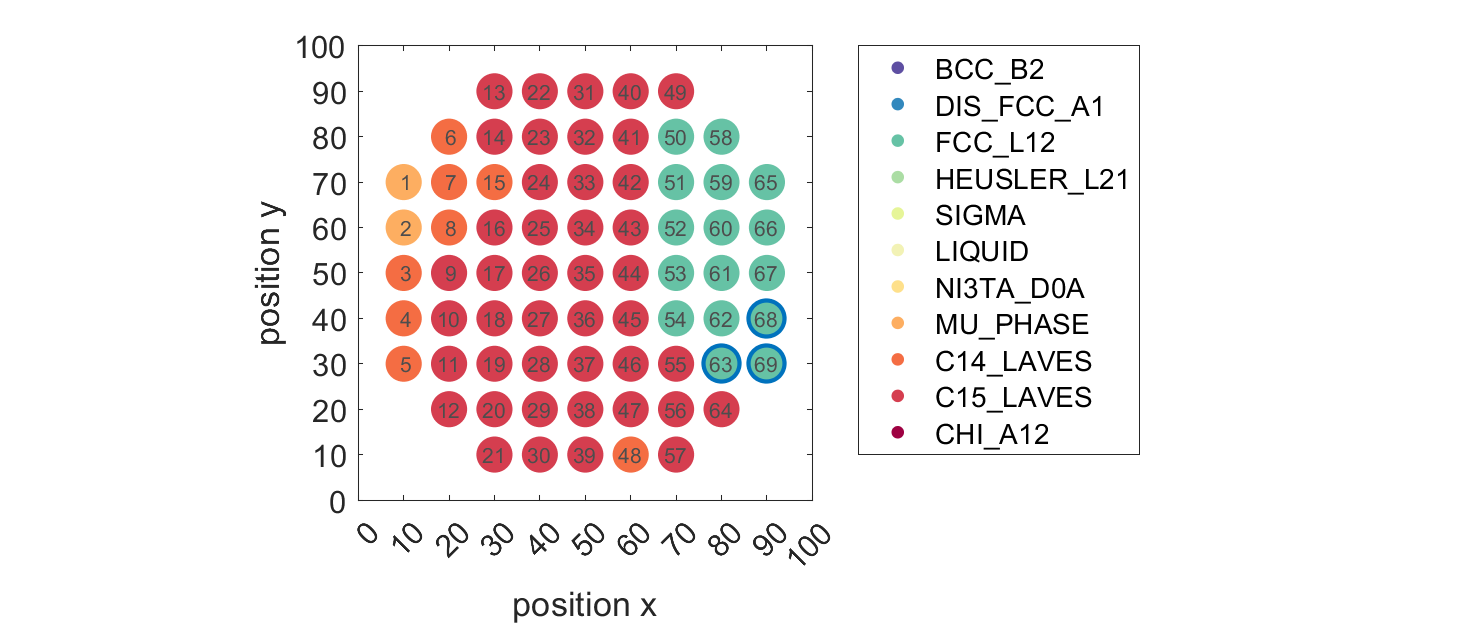 100
90
80
70
60
50
40
30
20
10
0
position y
13 22 31 40 49
6 14 23 32 41 50 58
1 7 15 24 33 42 51 59 65
2 8 16 25 34 43 52 60 66
3 9 17 26 35 44 53 61 67
4 10 18 27 36 45 54 62 68
5 11 19 28 37 46 55 63 69
12 20 29 38 47 56 64
21 30 39 48 57
0 10 20 30 40 50 60 70 80 90 100
position x
BCC_B2
DIS_FCC_A1
FCC_L12
HEUSLER_L21
SIGMA
LIQUID
NI3TA_D0A
MU_PHASE
C14_LAVES
C15_LAVES
CHI_A12